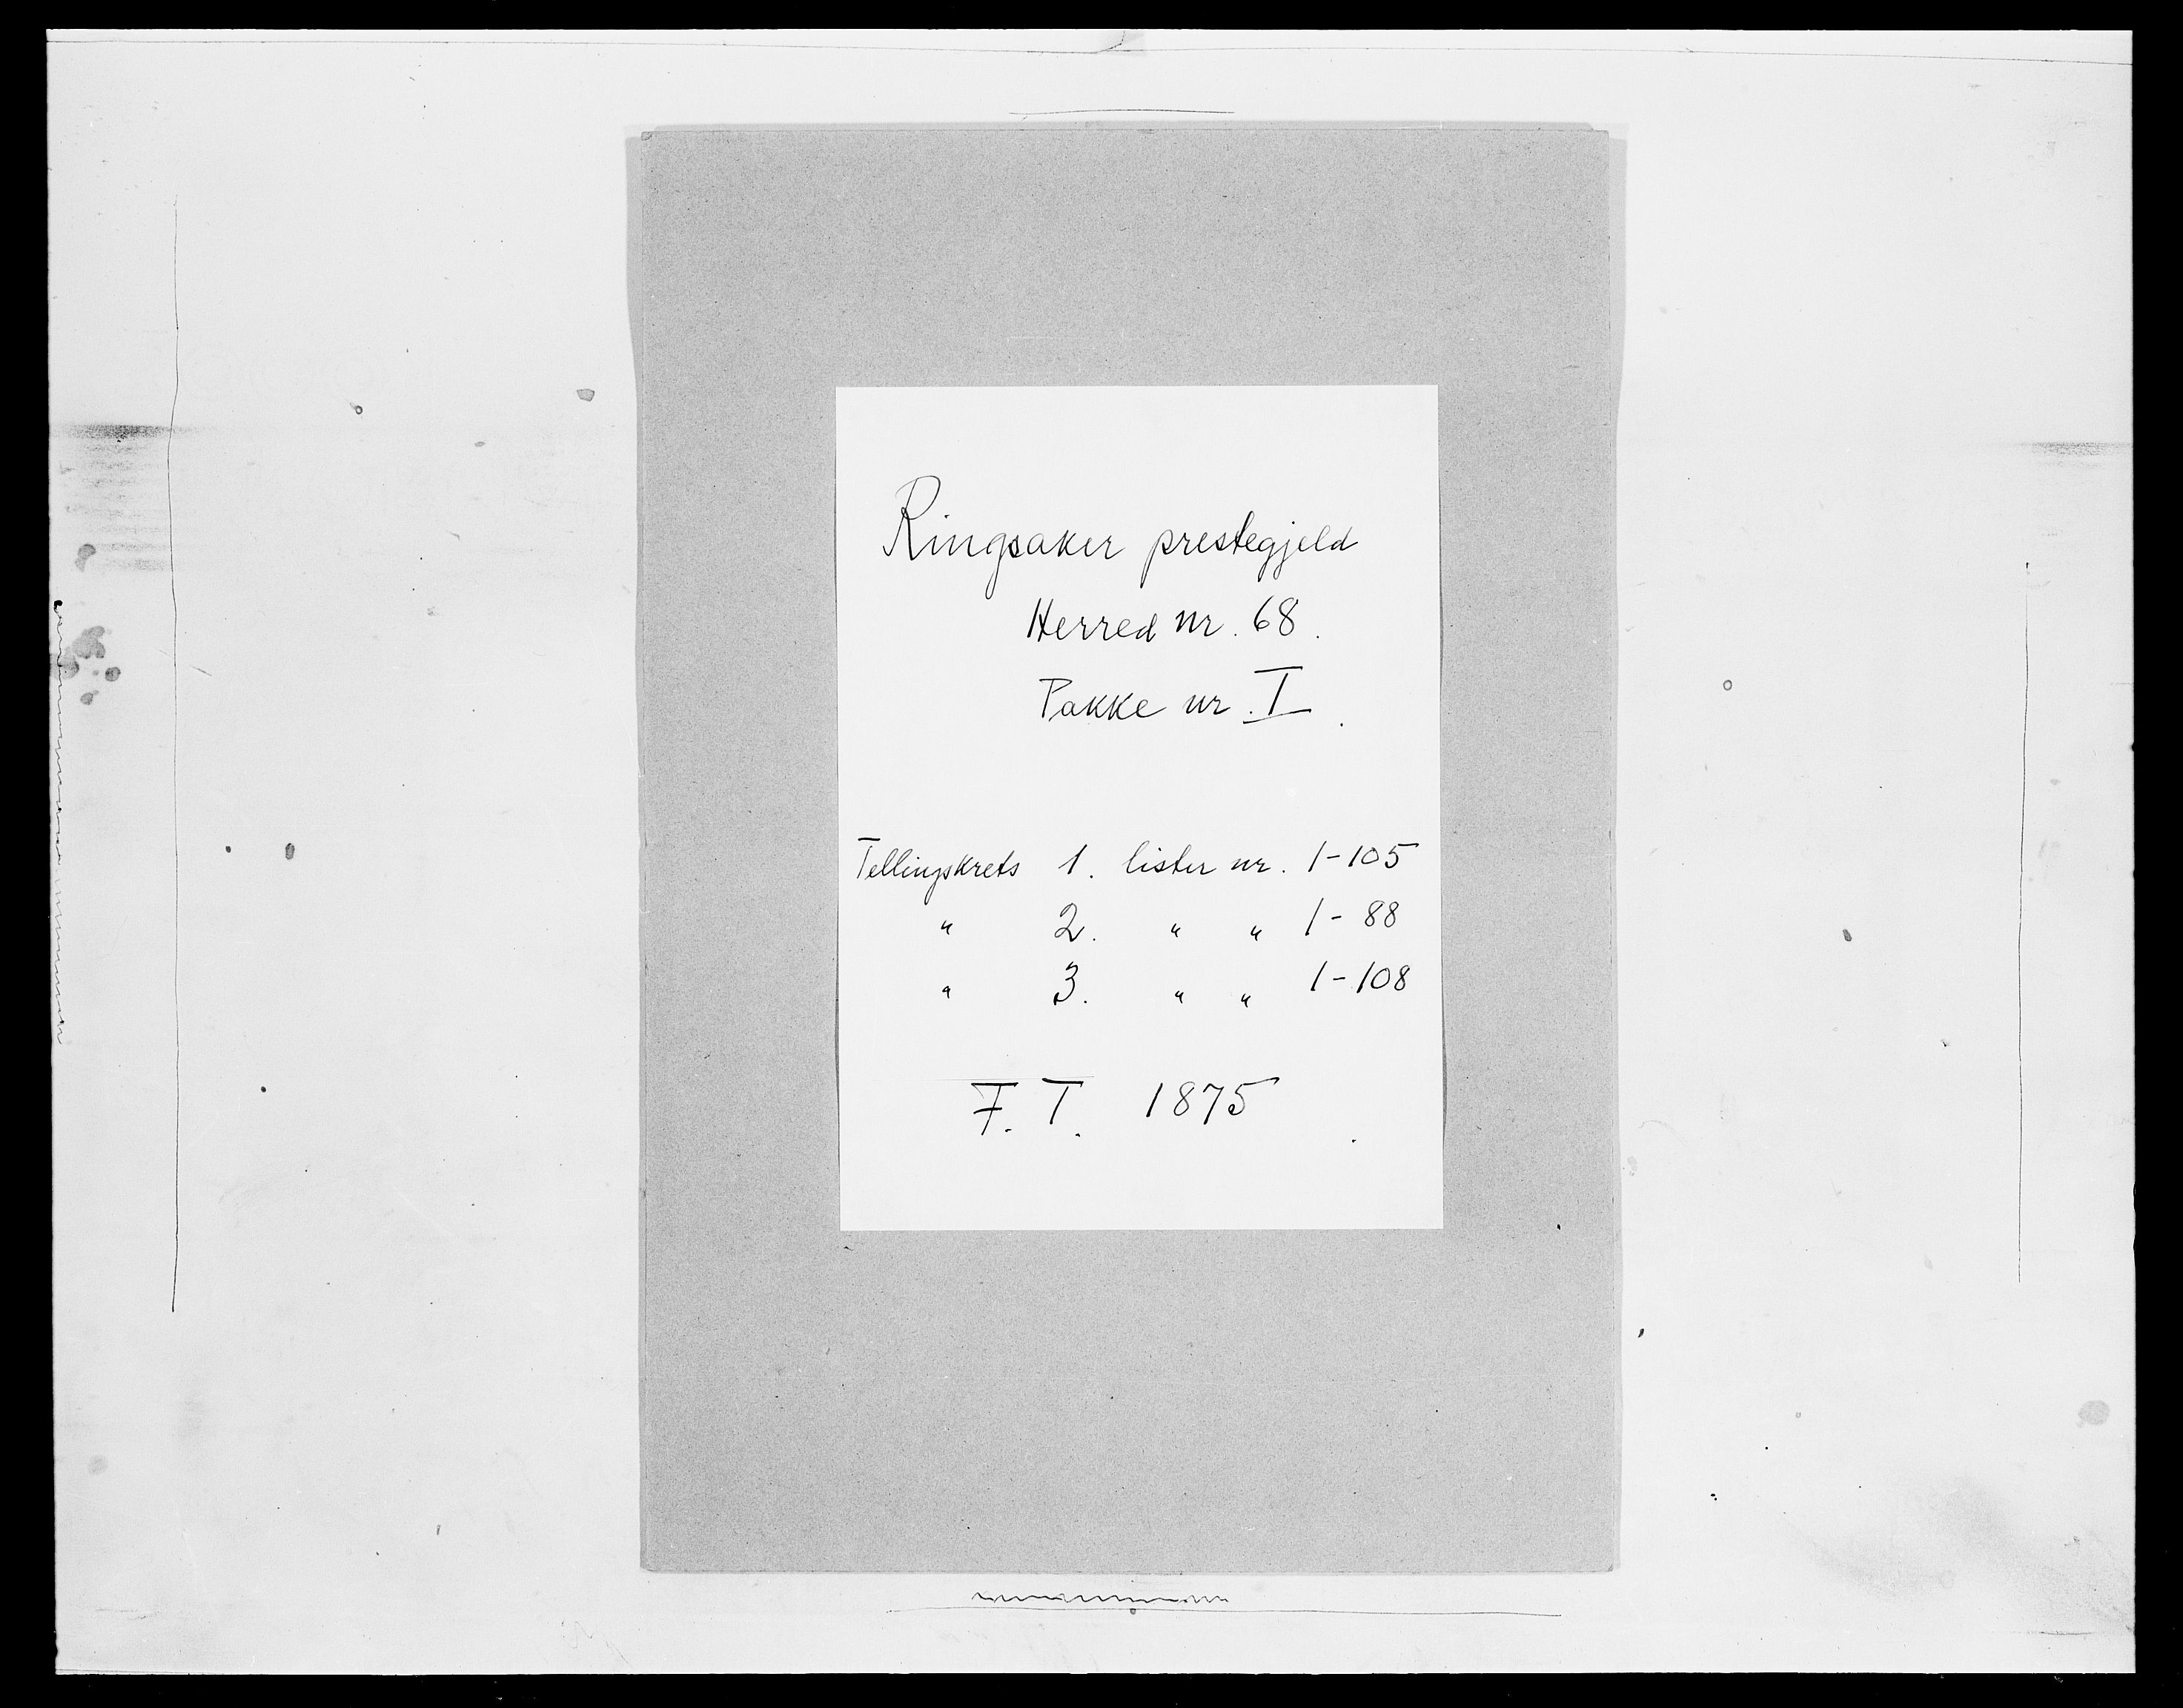 Ringsaker prestegjeld
Herred nr. 68.
Pakke nr. I.
Tellingskrets 1. lister nr. 1-105
" 2. " " 1-88
" 3. " " 1-108
F.T. 1875